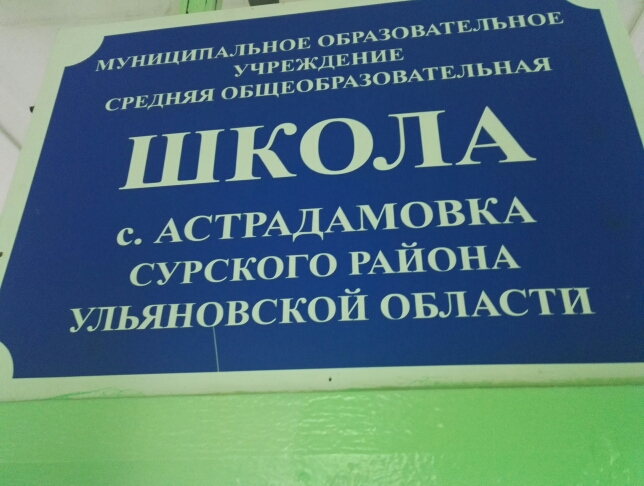 МУНИЦИПАЛЬНОЕ ОБРАЗОВАТЕЛЬНОЕ
УЧРЕЖДЕНИЕ
СРЕДНЯЯ ОБЩЕОБРАЗОВАТЕЛЬНАЯ
ШКОЛА
с. АСТРАДАМОВКА
СУРСКОГО РАЙОНА
УЛЬЯНОВСКОЙ ОБЛАСТИ